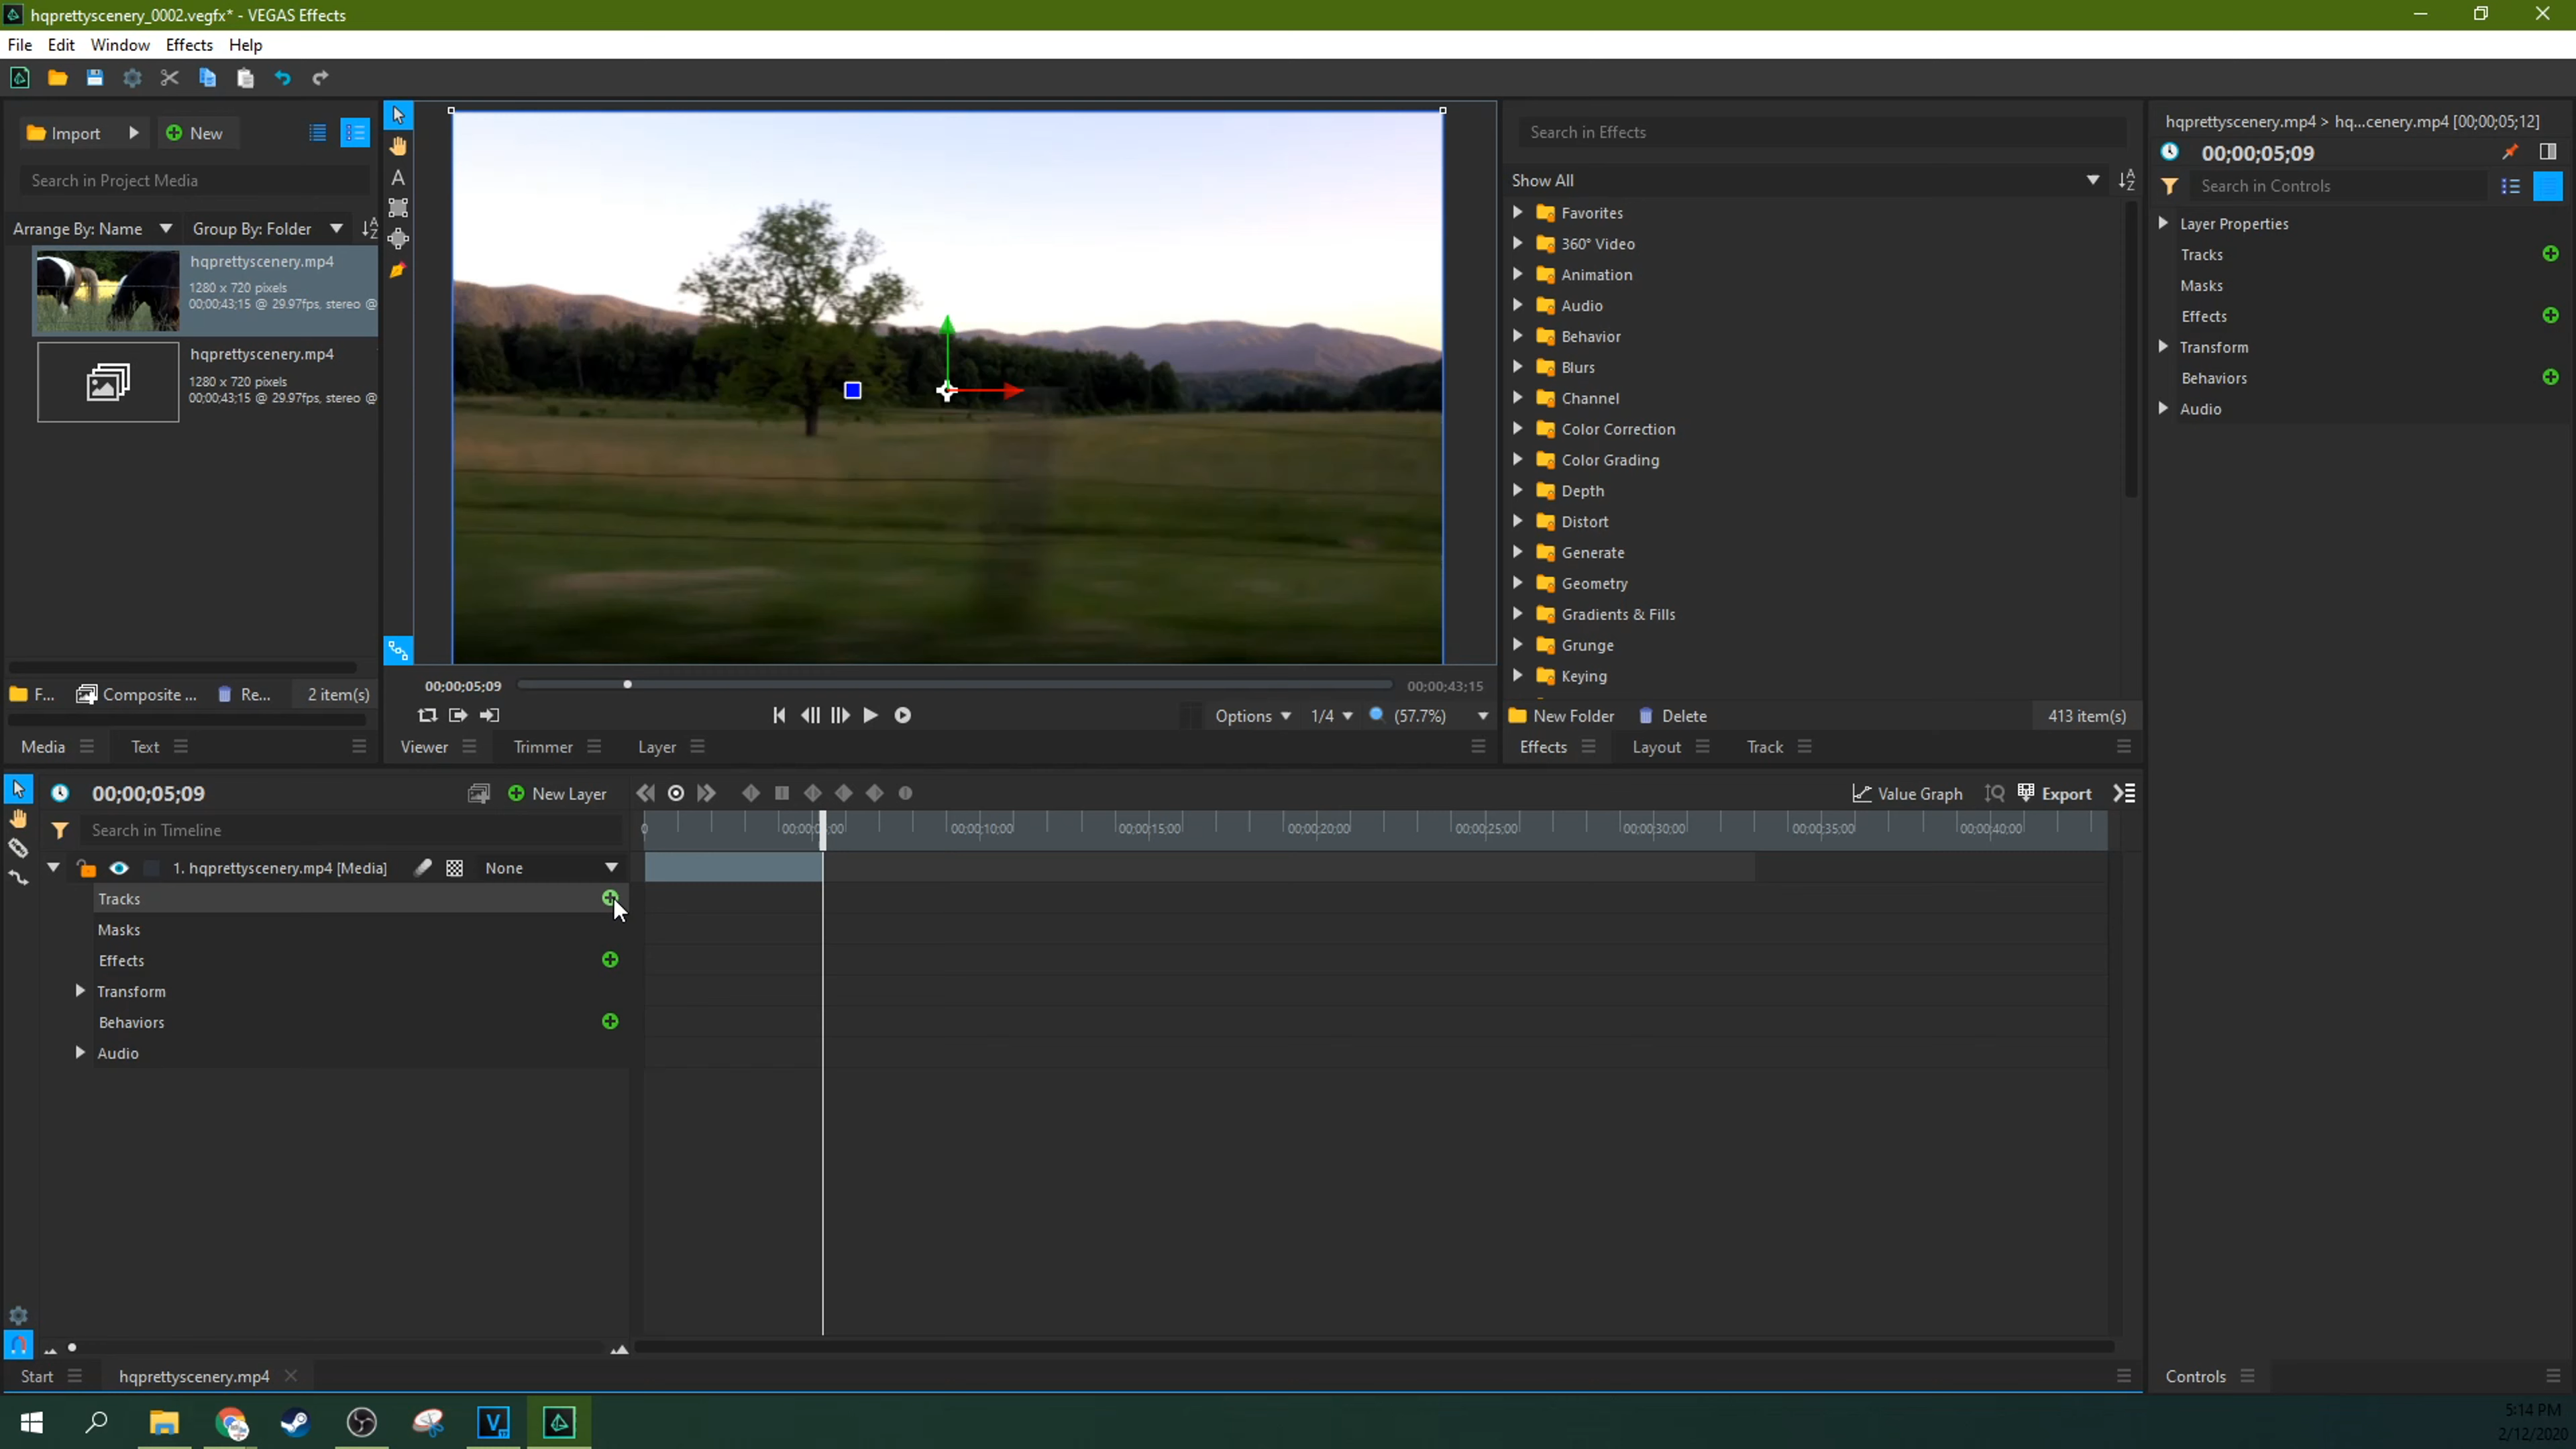 hqprettyscenery_0002.vegfx* - VEGAS Effects
File Edit Window Effects Help
Import New
Search in Project Media
Arrange By: Name Group By: Folder
hqprettyscenery.mp4
1280 x 720 pixels
00;00;43;15 @ 29.97fps, stereo @
hqprettyscenery.mp4
1280 x 720 pixels
00;00;43;15 @ 29.97fps, stereo @
F... Composite ... Re... 2 item(s)
Media Text
A
00;00;05;09 00;00;43;15
Options 1/4 (57.7%)
Viewer Trimmer Layer
Search in Effects
Show All
Favorites
360° Video
Animation
Audio
Behavior
Blurs
Channel
Color Correction
Color Grading
Depth
Distort
Generate
Geometry
Gradients & Fills
Grunge
Keying
New Folder Delete 413 item(s)
Effects Layout Track
hqprettyscenery.mp4 > hq...cenery.mp4 [00;00;05;12]
00;00;05;09
Search in Controls
Layer Properties
Tracks
Masks
Effects
Transform
Behaviors
Audio
00;00;05;09 New Layer Value Graph Export
Search in Timeline
0 00;00;10;00 00;00;15;00 00;00;20;00 00;00;25;00 00;00;30;00 00;00;35;00 00;00;40;00
1. hqprettyscenery.mp4 [Media] None
Tracks
Masks
Effects
Transform
Behaviors
Audio
Start hqprettyscenery.mp4
Controls
5:14 PM
2/12/2020